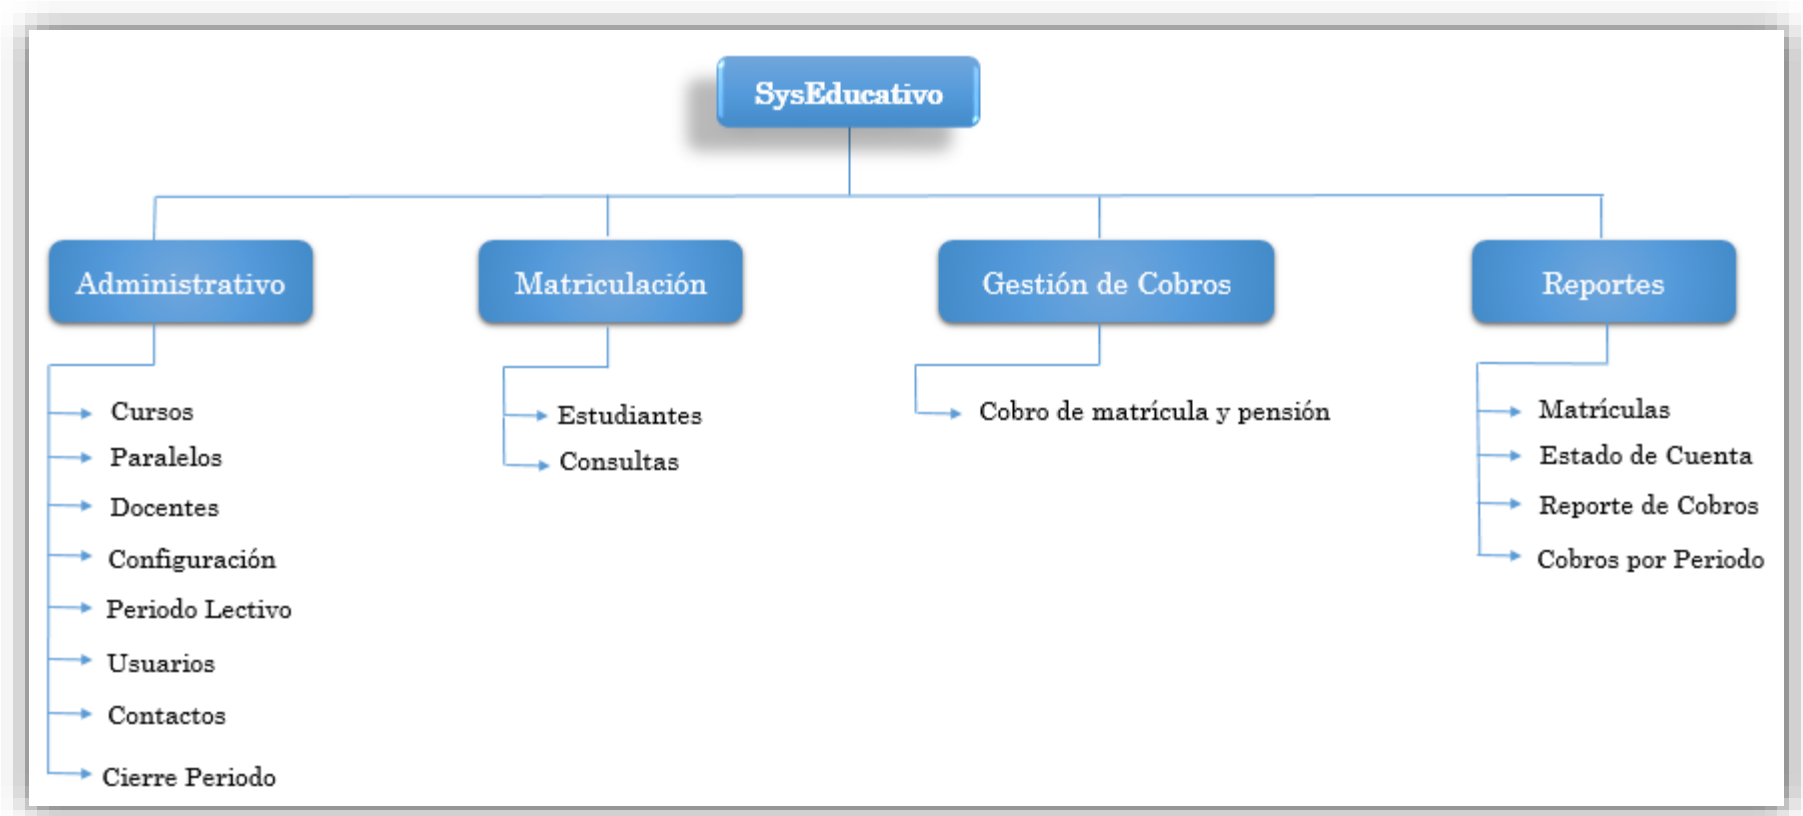 SysEducativo
Administrativo
Matriculación
Gestión de Cobros
Reportes
Cursos
Paralelos
Docentes
Configuración
Periodo Lectivo
Usuarios
Contactos
Cierre Periodo
Estudiantes
Consultas
Cobro de matrícula y pensión
Matrículas
Estado de Cuenta
Reporte de Cobros
Cobros por Periodo